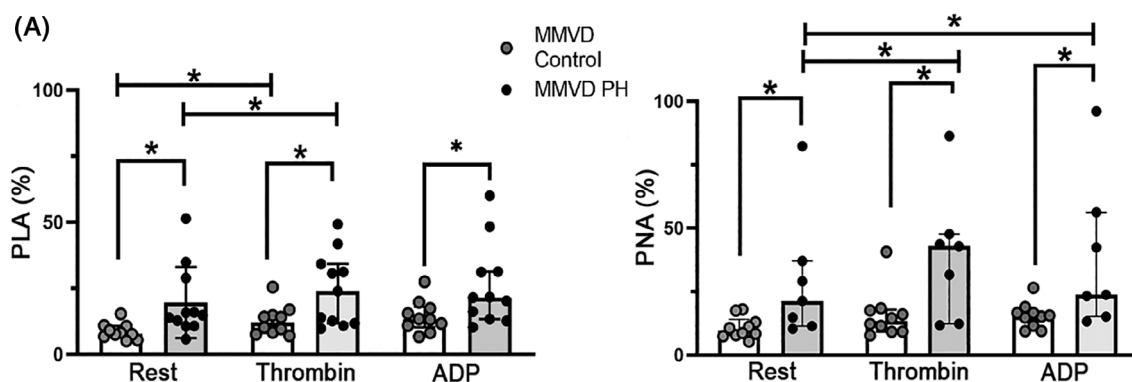 (A)
MMVD
Control
MMVD PH
*
*
*
*
*
PLA (%)
100
50
0
Rest
Thrombin
ADP
*
*
*
*
*
PNA (%)
100
50
0
Rest
Thrombin
ADP